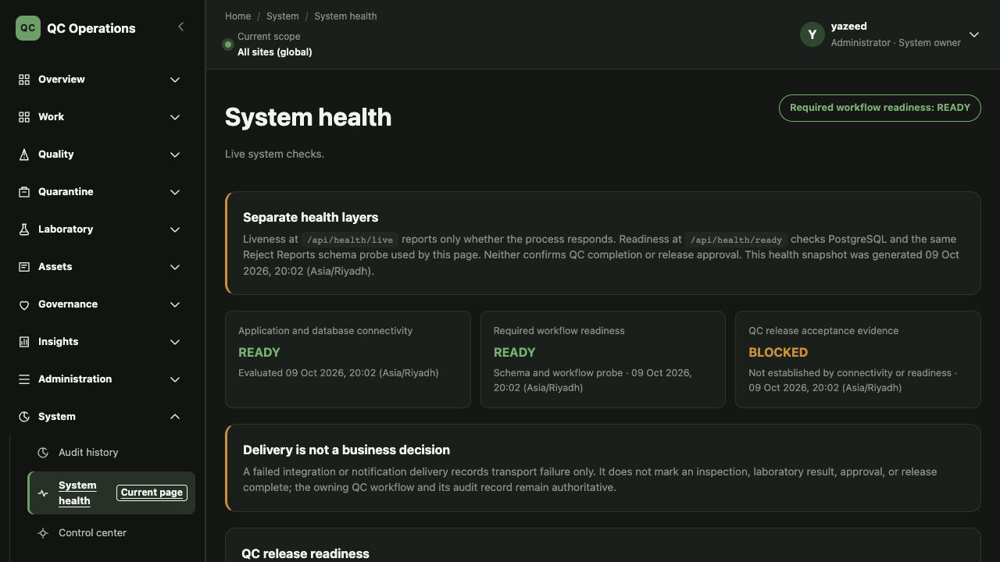 QC
QC Operations
Overview
Work
Quality
Quarantine
Laboratory
Assets
Governance
Insights
Administration
System
Audit history
System
health
Current page
Control center
Home / System / System health
Current scope
All sites (global)
Y
yazeed
Administrator · System owner
System health
Required workflow readiness: READY
Live system checks.
Separate health layers
Liveness at /api/health/live reports only whether the process responds. Readiness at /api/health/ready checks PostgreSQL and the same
Reject Reports schema probe used by this page. Neither confirms QC completion or release approval. This health snapshot was generated 09 Oct
2026, 20:02 (Asia/Riyadh).
Application and database connectivity
READY
Evaluated 09 Oct 2026, 20:02 (Asia/Riyadh)
Required workflow readiness
READY
Schema and workflow probe · 09 Oct 2026,
20:02 (Asia/Riyadh)
QC release acceptance evidence
BLOCKED
Not established by connectivity or readiness ·
09 Oct 2026, 20:02 (Asia/Riyadh)
Delivery is not a business decision
A failed integration or notification delivery records transport failure only. It does not mark an inspection, laboratory result, approval, or release
complete; the owning QC workflow and its audit record remain authoritative.
QC release readiness